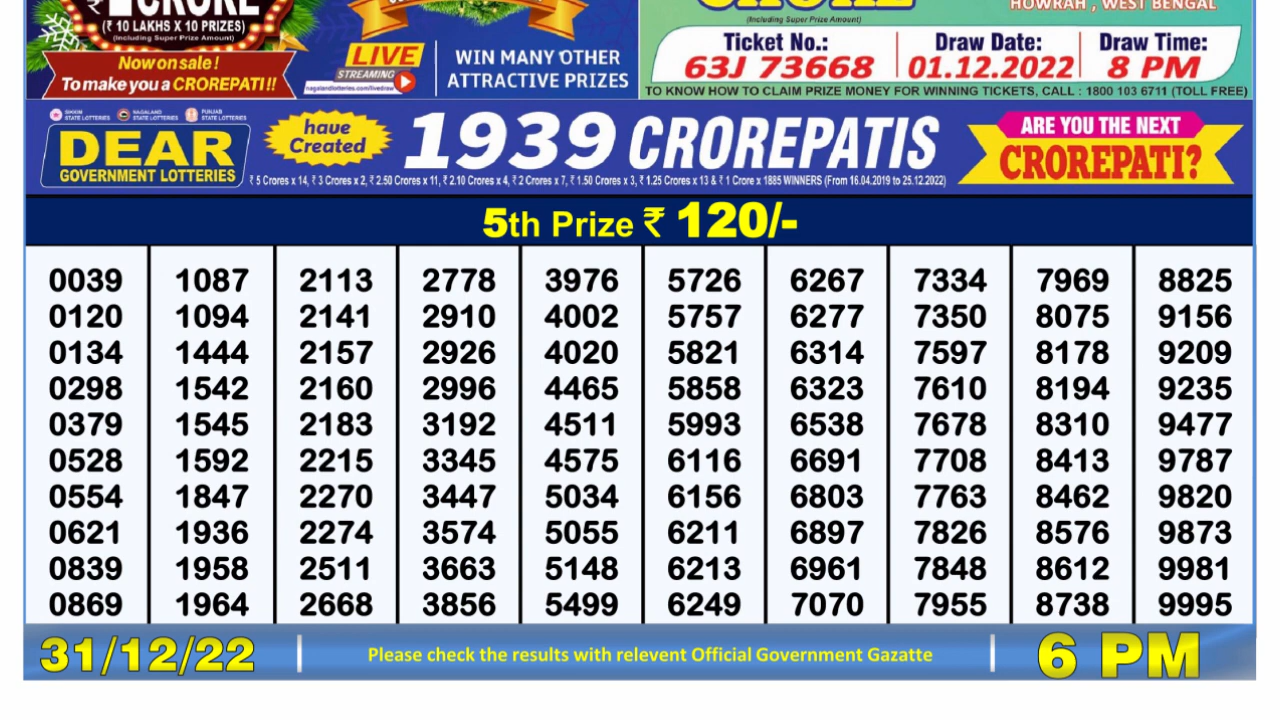 ₹ 1 CRORE
(₹ 10 LAKHS X 10 PRIZES)
(Including Super Prize Amount)
Now on sale!
To make you a CROREPATI!!
LIVE
STREAMING
nagalandlotteries.com/livedraw
WIN MANY OTHER
ATTRACTIVE PRIZES
CRORE
(Including Super Prize Amount)
HOWRAH , WEST BENGAL
Ticket No.: Draw Date: Draw Time:
63J 73668 01.12.2022 8 PM
TO KNOW HOW TO CLAIM PRIZE MONEY FOR WINNING TICKETS, CALL : 1800 103 6711 (TOLL FREE)
SIKKIM STATE LOTTERIES NAGALAND STATE LOTTERIES PUNJAB STATE LOTTERIES
DEAR
GOVERNMENT LOTTERIES
have
Created
1939 CROREPATIS
₹ 5 Crores x 14, ₹ 3 Crores x 2, ₹ 2.50 Crores x 11, ₹ 2.10 Crores x 4, ₹ 2 Crores x 7, ₹ 1.50 Crores x 3, ₹ 1.25 Crores x 13 & ₹ 1 Crore x 1885 WINNERS (From 16.04.2019 to 25.12.2022)
ARE YOU THE NEXT
CROREPATI?
5th Prize ₹ 120/-
0039 1087 2113 2778 3976 5726 6267 7334 7969 8825
0120 1094 2141 2910 4002 5757 6277 7350 8075 9156
0134 1444 2157 2926 4020 5821 6314 7597 8178 9209
0298 1542 2160 2996 4465 5858 6323 7610 8194 9235
0379 1545 2183 3192 4511 5993 6538 7678 8310 9477
0528 1592 2215 3345 4575 6116 6691 7708 8413 9787
0554 1847 2270 3447 5034 6156 6803 7763 8462 9820
0621 1936 2274 3574 5055 6211 6897 7826 8576 9873
0839 1958 2511 3663 5148 6213 6961 7848 8612 9981
0869 1964 2668 3856 5499 6249 7070 7955 8738 9995
31/12/22 Please check the results with relevent Official Government Gazatte 6 PM